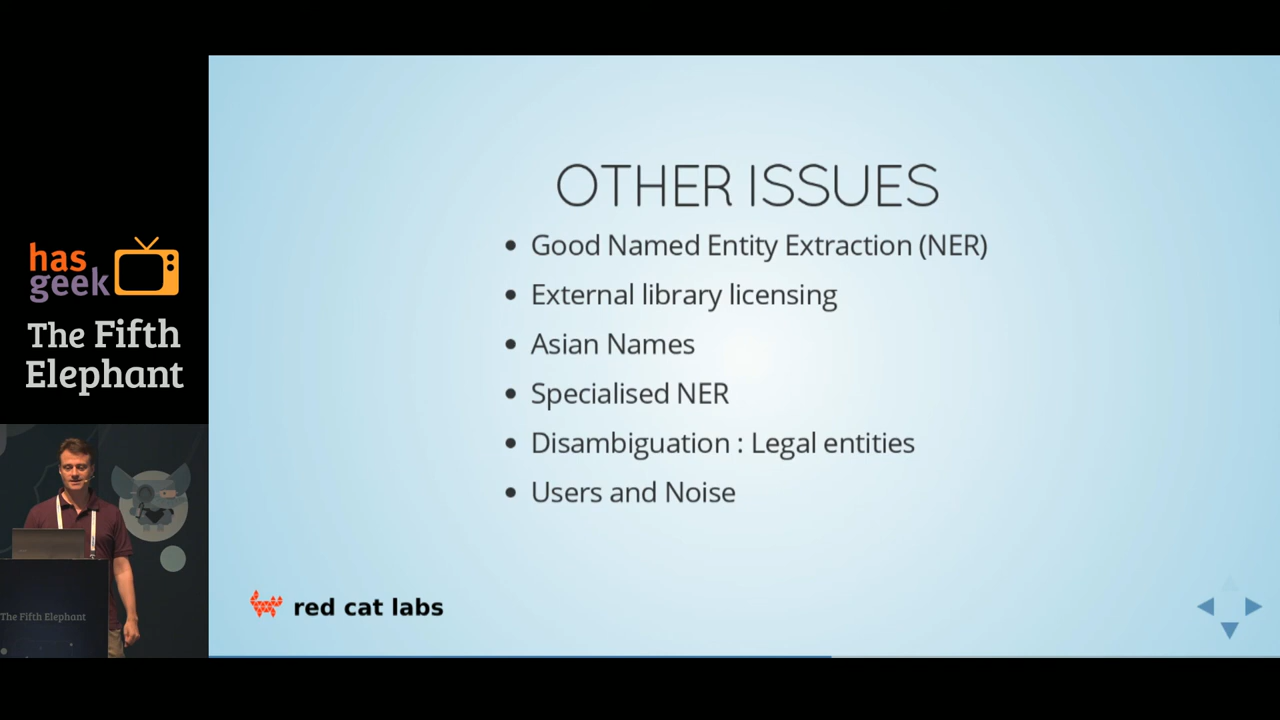 has
geek
The Fifth
Elephant
The Fifth Elephant
OTHER ISSUES
• Good Named Entity Extraction (NER)
• External library licensing
• Asian Names
• Specialised NER
• Disambiguation : Legal entities
• Users and Noise
red cat labs